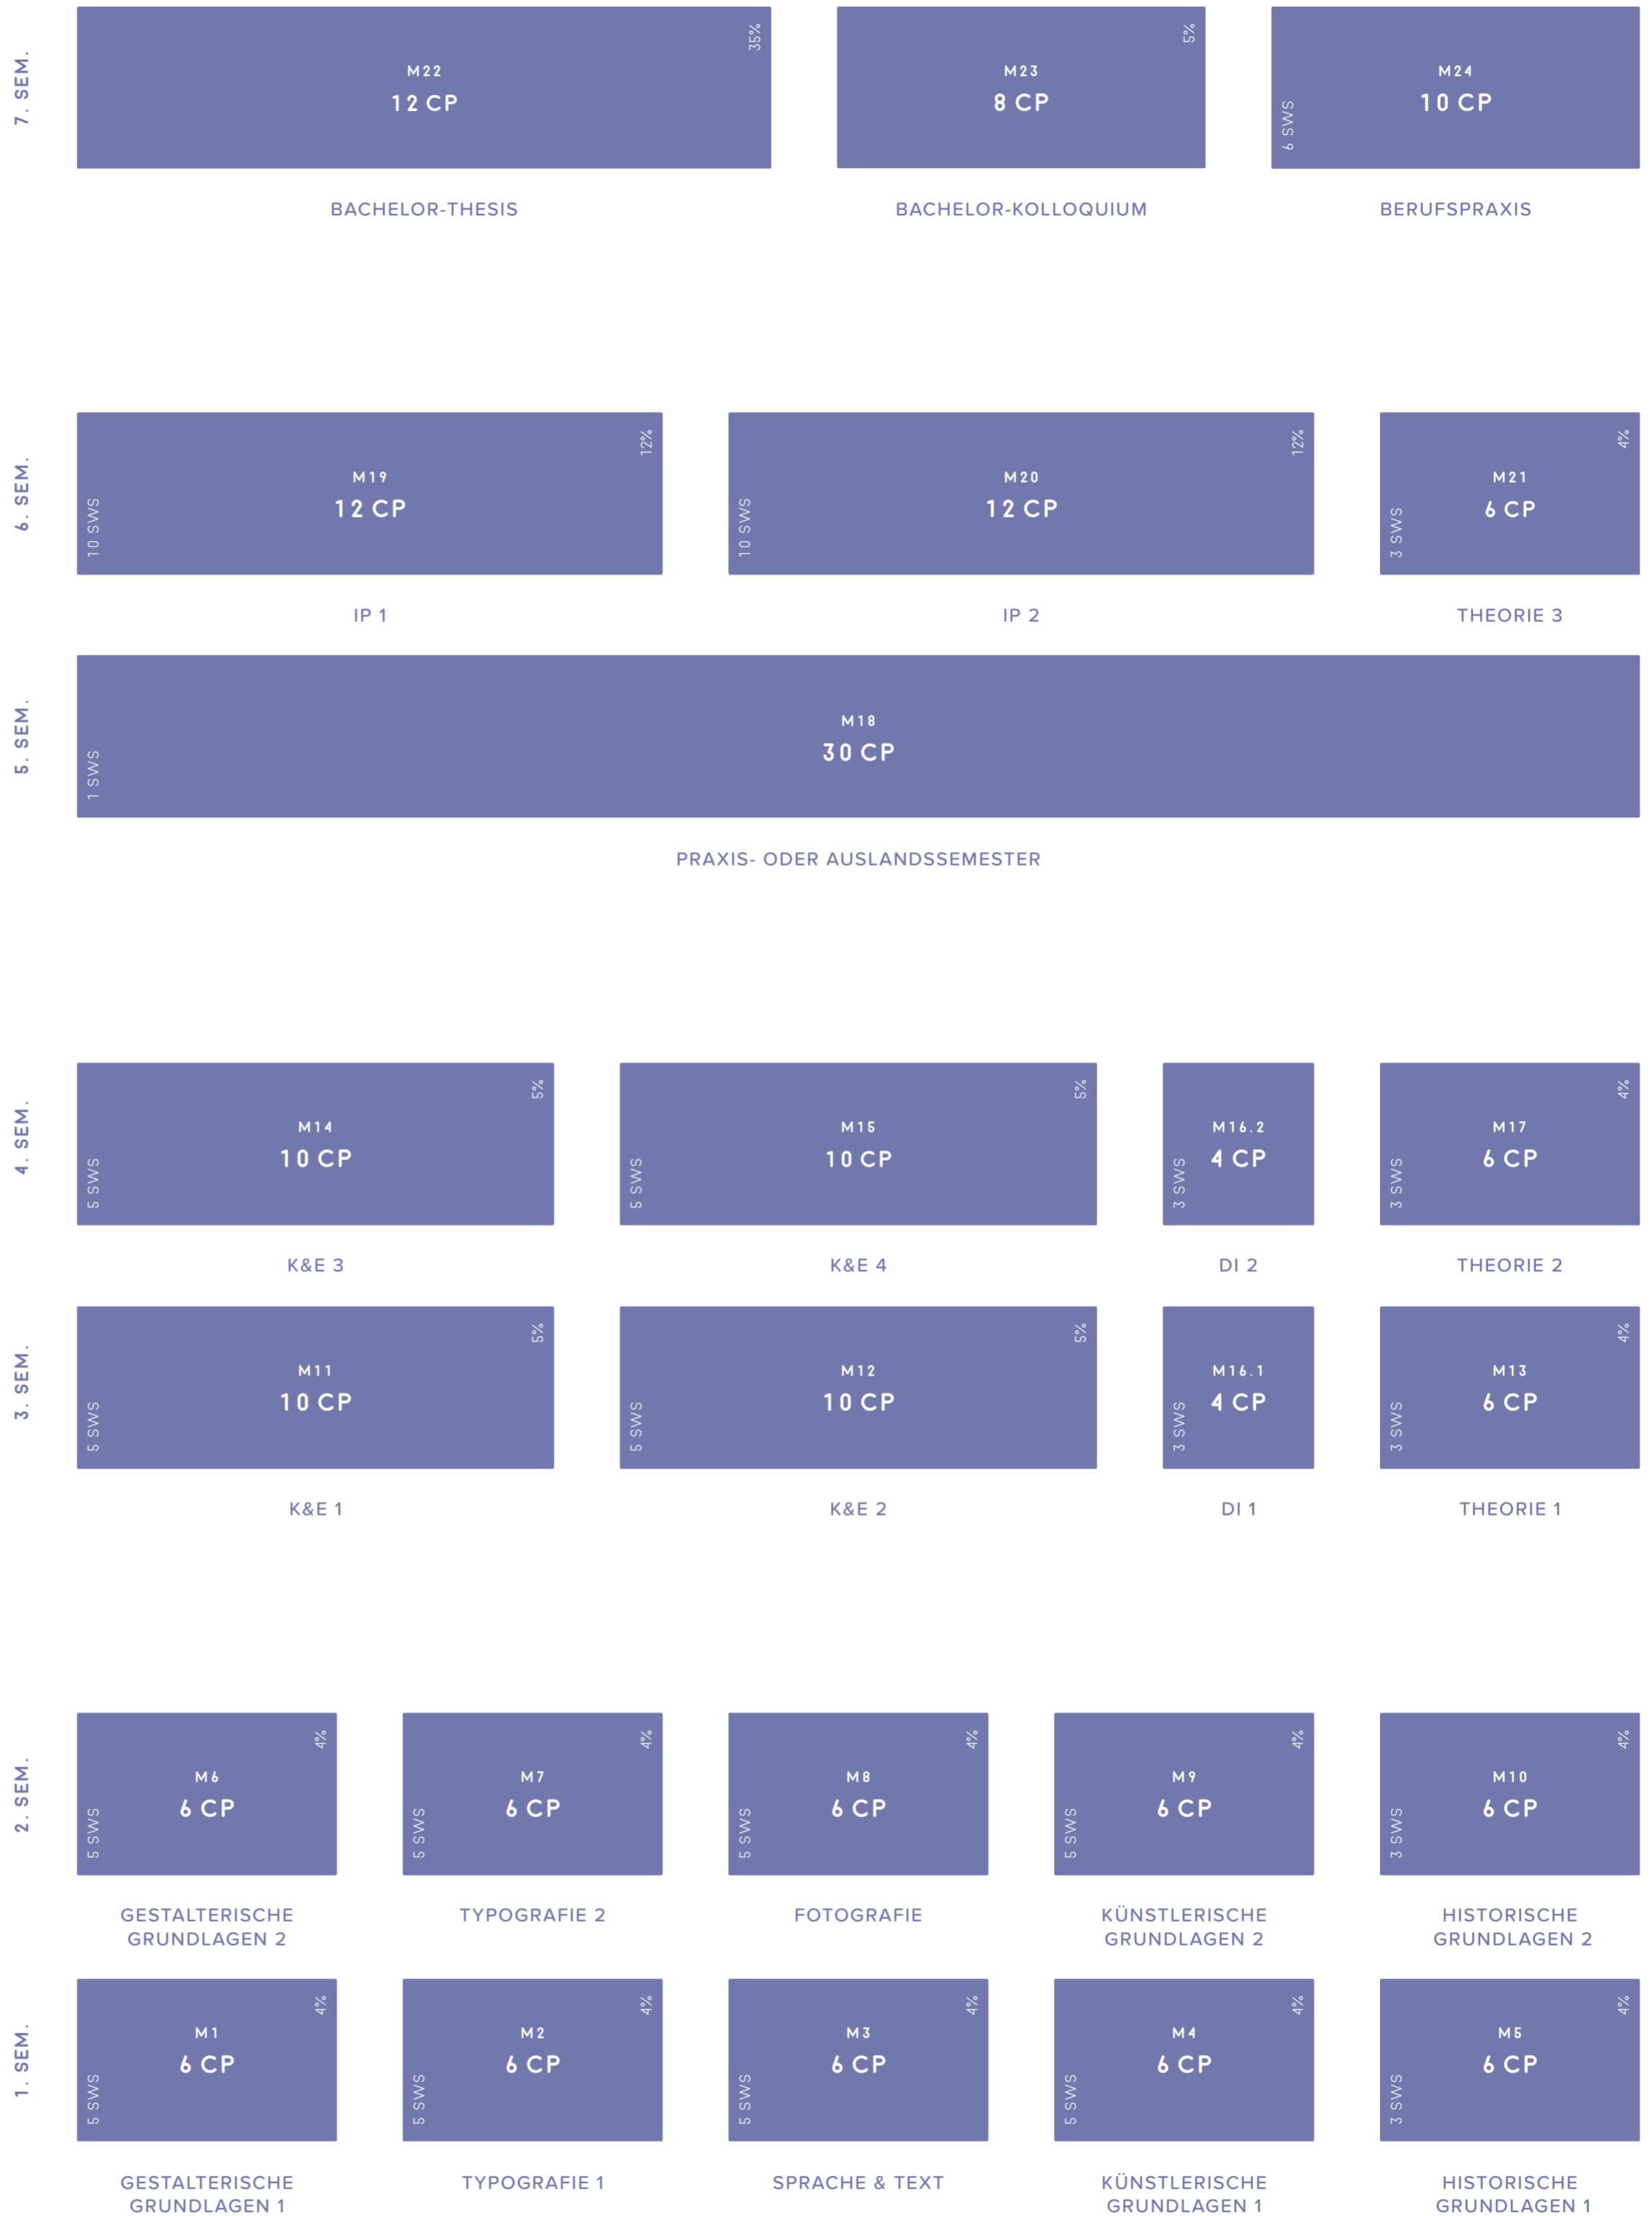 7. SEM.
35%
M22
12 CP
BACHELOR-THESIS
5%
M23
8 CP
BACHELOR-KOLLOQUIUM
6 SWS
M24
10 CP
BERUFSPRAXIS
6. SEM.
10 SWS
12%
M19
12 CP
IP 1
10 SWS
12%
M20
12 CP
IP 2
3 SWS
4%
M21
6 CP
THEORIE 3
5. SEM.
1 SWS
M18
30 CP
PRAXIS- ODER AUSLANDSSEMESTER
4. SEM.
5 SWS
5%
M14
10 CP
K&E 3
5 SWS
5%
M15
10 CP
K&E 4
3 SWS
M16.2
4 CP
DI 2
3 SWS
4%
M17
6 CP
THEORIE 2
3. SEM.
5 SWS
5%
M11
10 CP
K&E 1
5 SWS
5%
M12
10 CP
K&E 2
3 SWS
M16.1
4 CP
DI 1
3 SWS
4%
M13
6 CP
THEORIE 1
2. SEM.
5 SWS
4%
M6
6 CP
GESTALTERISCHE
GRUNDLAGEN 2
5 SWS
4%
M7
6 CP
TYPOGRAFIE 2
5 SWS
4%
M8
6 CP
FOTOGRAFIE
5 SWS
4%
M9
6 CP
KÜNSTLERISCHE
GRUNDLAGEN 2
3 SWS
4%
M10
6 CP
HISTORISCHE
GRUNDLAGEN 2
1. SEM.
5 SWS
4%
M1
6 CP
GESTALTERISCHE
GRUNDLAGEN 1
5 SWS
4%
M2
6 CP
TYPOGRAFIE 1
5 SWS
4%
M3
6 CP
SPRACHE & TEXT
5 SWS
4%
M4
6 CP
KÜNSTLERISCHE
GRUNDLAGEN 1
3 SWS
4%
M5
6 CP
HISTORISCHE
GRUNDLAGEN 1